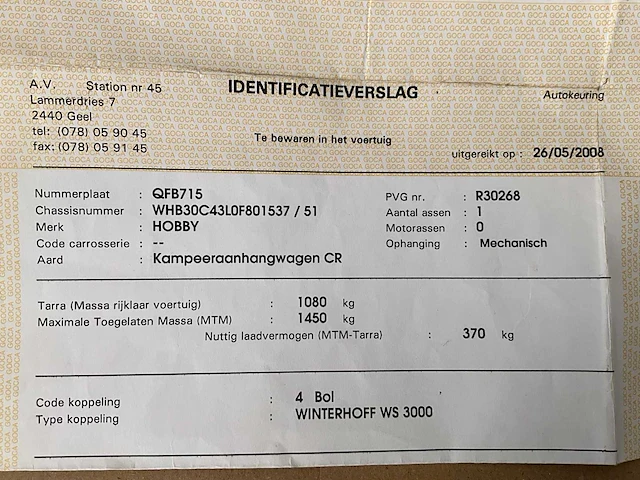 A.V. Station nr 45
Lammerdries 7
2440 Geel
tel: (078) 05 90 45
fax: (078) 05 91 45
IDENTIFICATIEVERSLAG
Te bewaren in het voertuig
Autokeuring
uitgereikt op : 26/05/2008
Nummerplaat : QFB715
Chassisnummer : WHB30C43L0F801537 / 51
Merk : HOBBY
Code carrosserie : --
Aard : Kampeeraanhangwagen CR
PVG nr. : R30268
Aantal assen : 1
Motorassen : 0
Ophanging : Mechanisch
Tarra (Massa rijklaar voertuig) : 1080 kg
Maximale Toegelaten Massa (MTM) : 1450 kg
Nuttig laadvermogen (MTM-Tarra) : 370 kg
Code koppeling : 4 Bol
Type koppeling : WINTERHOFF WS 3000